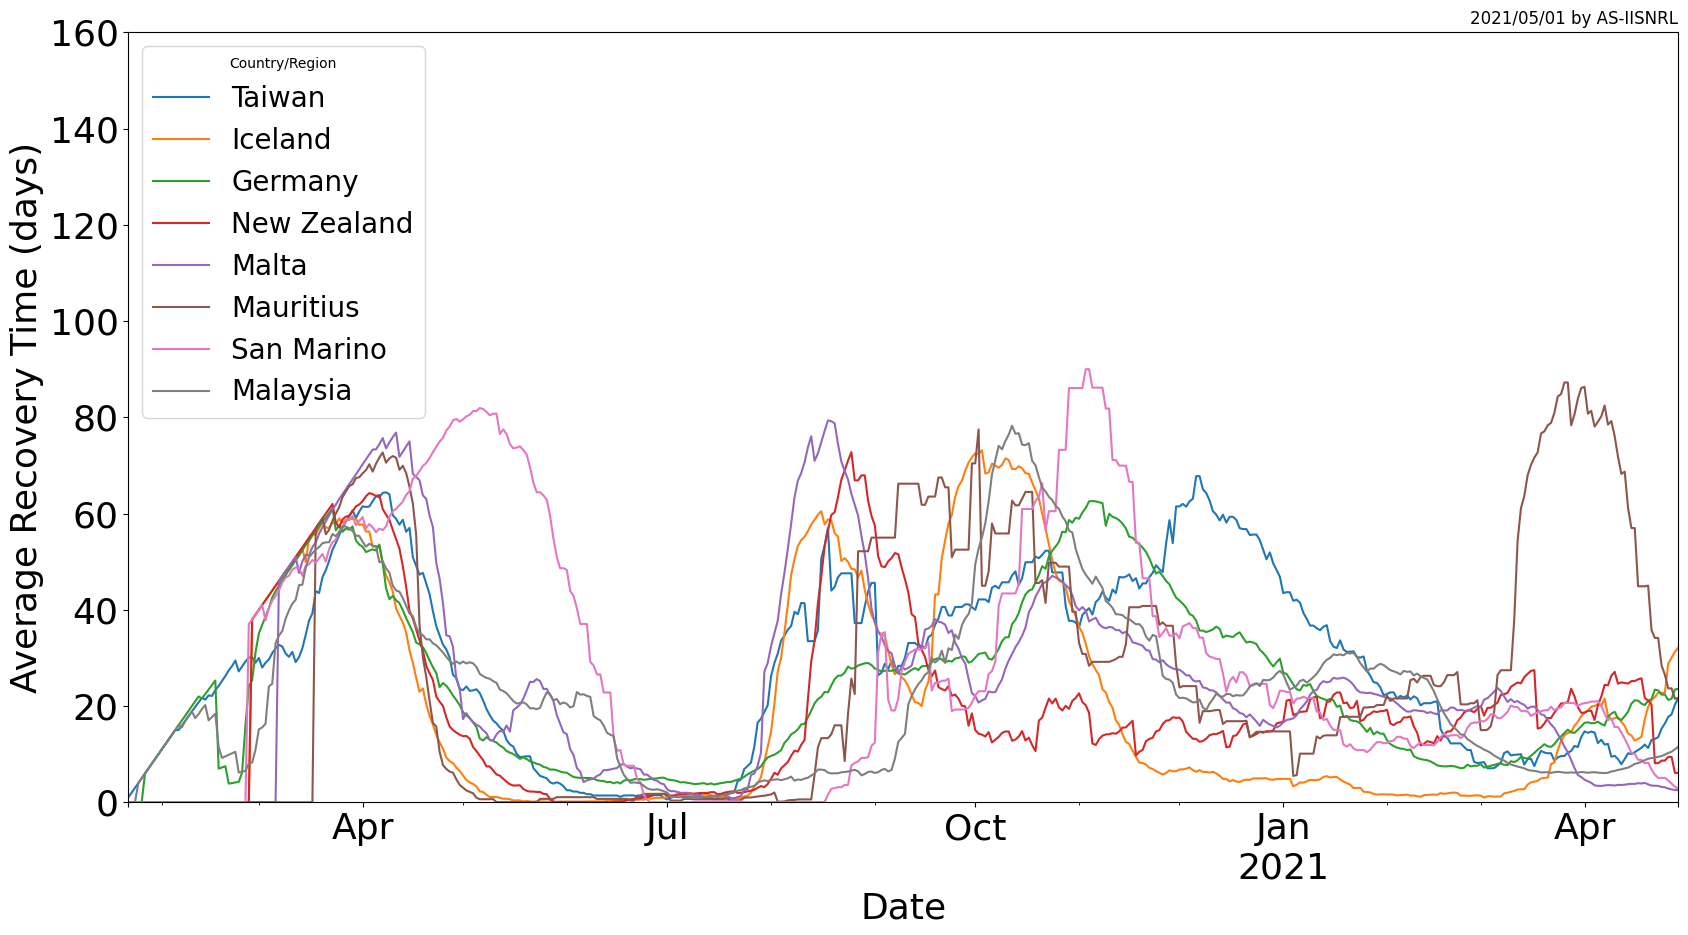 2021/05/01 by AS-IISNRL
Average Recovery Time (days)
160
140
120
100
80
60
40
20
0
Country/Region
Taiwan
Iceland
Germany
New Zealand
Malta
Mauritius
San Marino
Malaysia
Apr
Jul
Oct
Jan
2021
Apr
Date